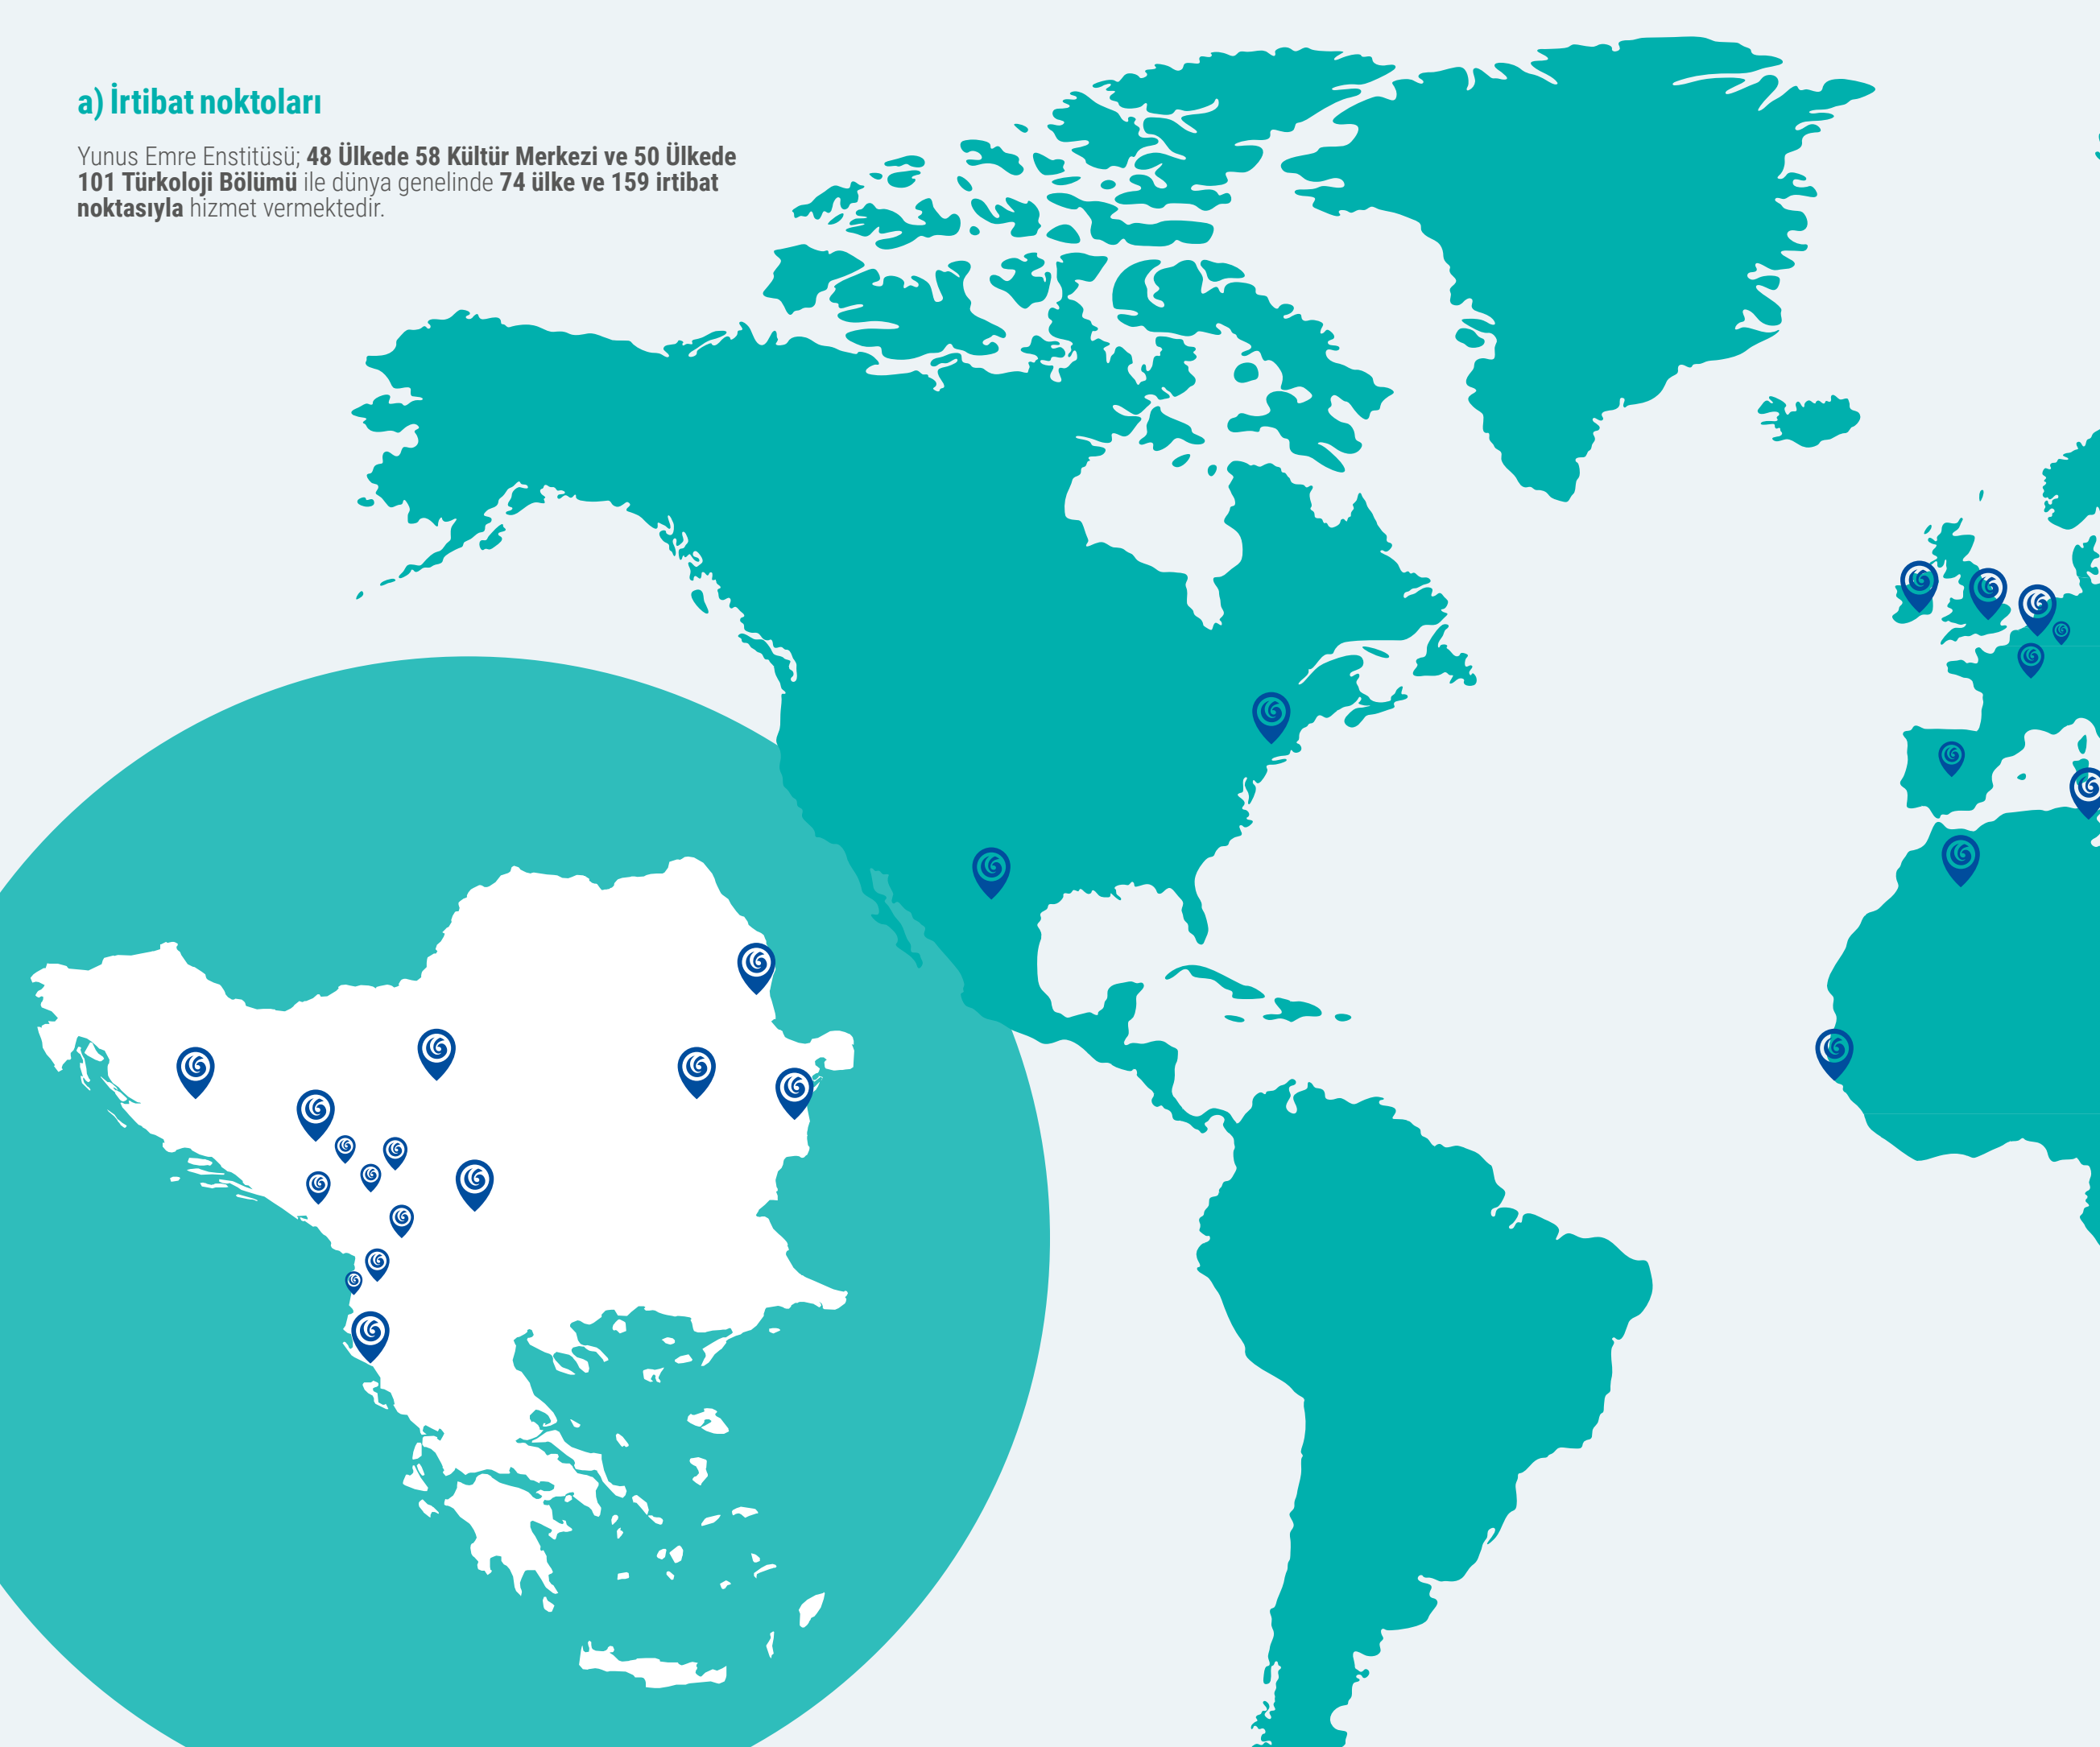 a) İrtibat noktoları
Yunus Emre Enstitüsü; 48 Ülkede 58 Kültür Merkezi ve 50 Ülkede
101 Türkoloji Bölümü ile dünya genelinde 74 ülke ve 159 irtibat
noktasıyla hizmet vermektedir.